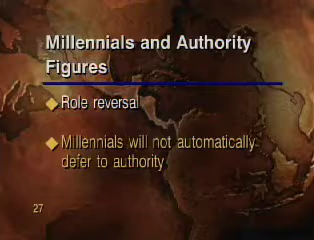 Millennials and Authority
Figures
Role reversal
Millennials will not automatically
defer to authority
27